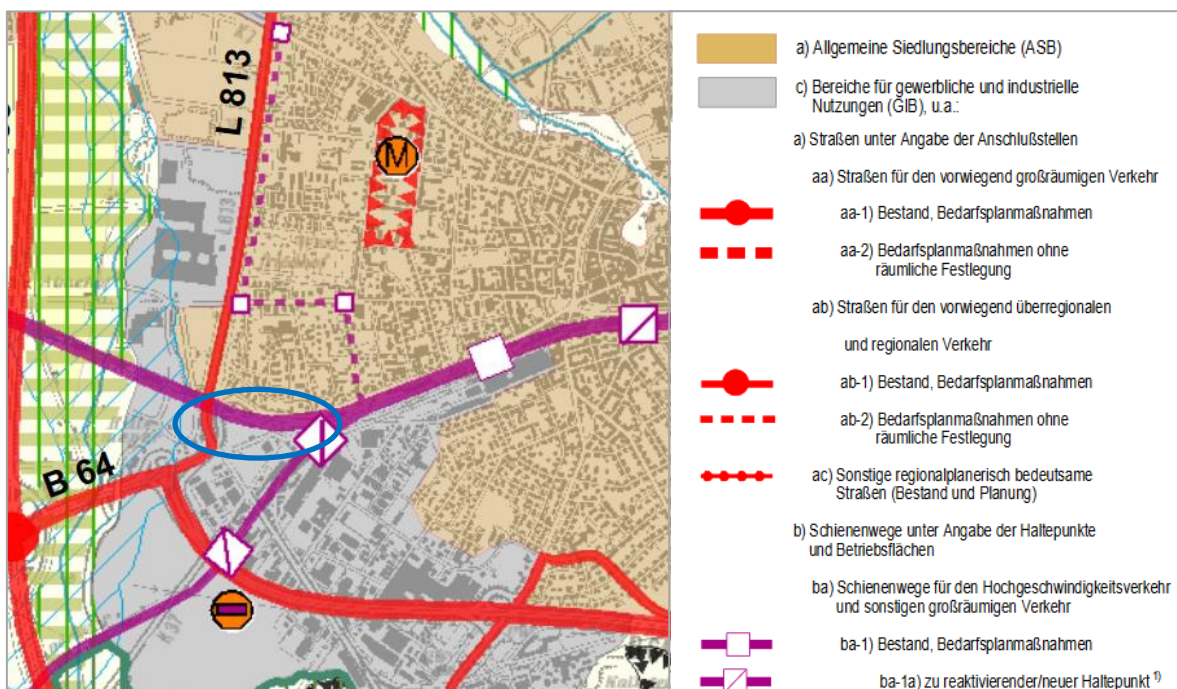 L 813
L 813
M
B 64
a) Allgemeine Siedlungsbereiche (ASB)
c) Bereiche für gewerbliche und industrielle
Nutzungen (GIB), u.a.:
a) Straßen unter Angabe der Anschlußstellen
aa) Straßen für den vorwiegend großräumigen Verkehr
aa-1) Bestand, Bedarfsplanmaßnahmen
aa-2) Bedarfsplanmaßnahmen ohne
räumliche Festlegung
ab) Straßen für den vorwiegend überregionalen
und regionalen Verkehr
ab-1) Bestand, Bedarfsplanmaßnahmen
ab-2) Bedarfsplanmaßnahmen ohne
räumliche Festlegung
ac) Sonstige regionalplanerisch bedeutsame
Straßen (Bestand und Planung)
b) Schienenwege unter Angabe der Haltepunkte
und Betriebsflächen
ba) Schienenwege für den Hochgeschwindigkeitsverkehr
und sonstigen großräumigen Verkehr
ba-1) Bestand, Bedarfsplanmaßnahmen
ba-1a) zu reaktivierender/neuer Haltepunkt 1)